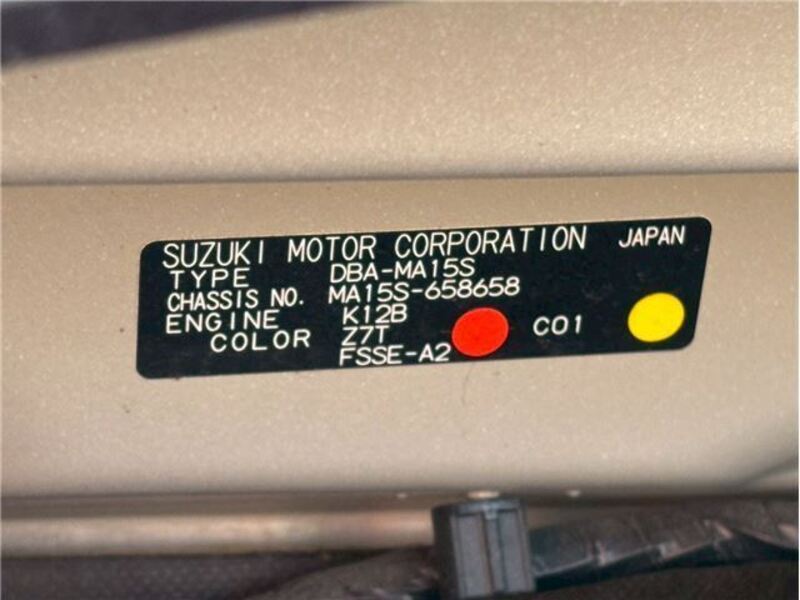 SUZUKI MOTOR CORPORATION JAPAN
TYPE DBA-MA15S
CHASSIS NO. MA15S-658658
ENGINE K12B
COLOR Z7T C01
FSSE-A2